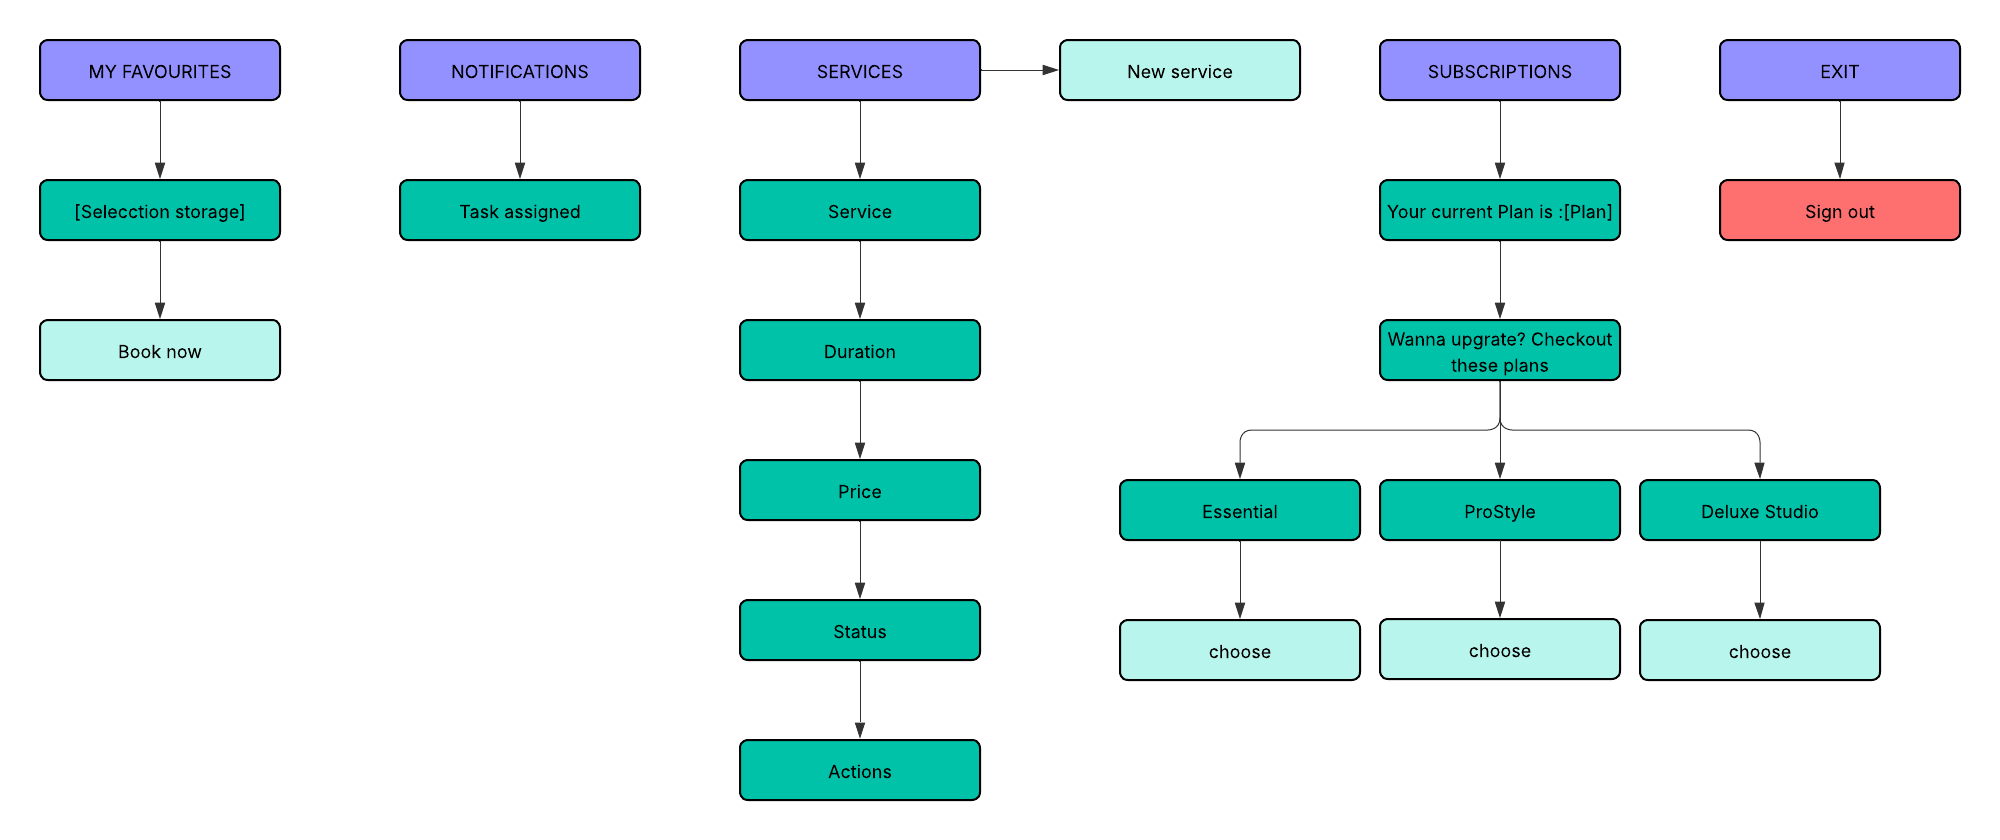 MY FAVOURITES
NOTIFICATIONS
SERVICES
New service
SUBSCRIPTIONS
EXIT
[Selecction storage]
Task assigned
Service
Your current Plan is :[Plan]
Sign out
Book now
Duration
Wanna upgrate? Checkout
these plans
Price
Essential
ProStyle
Deluxe Studio
Status
choose
choose
choose
Actions